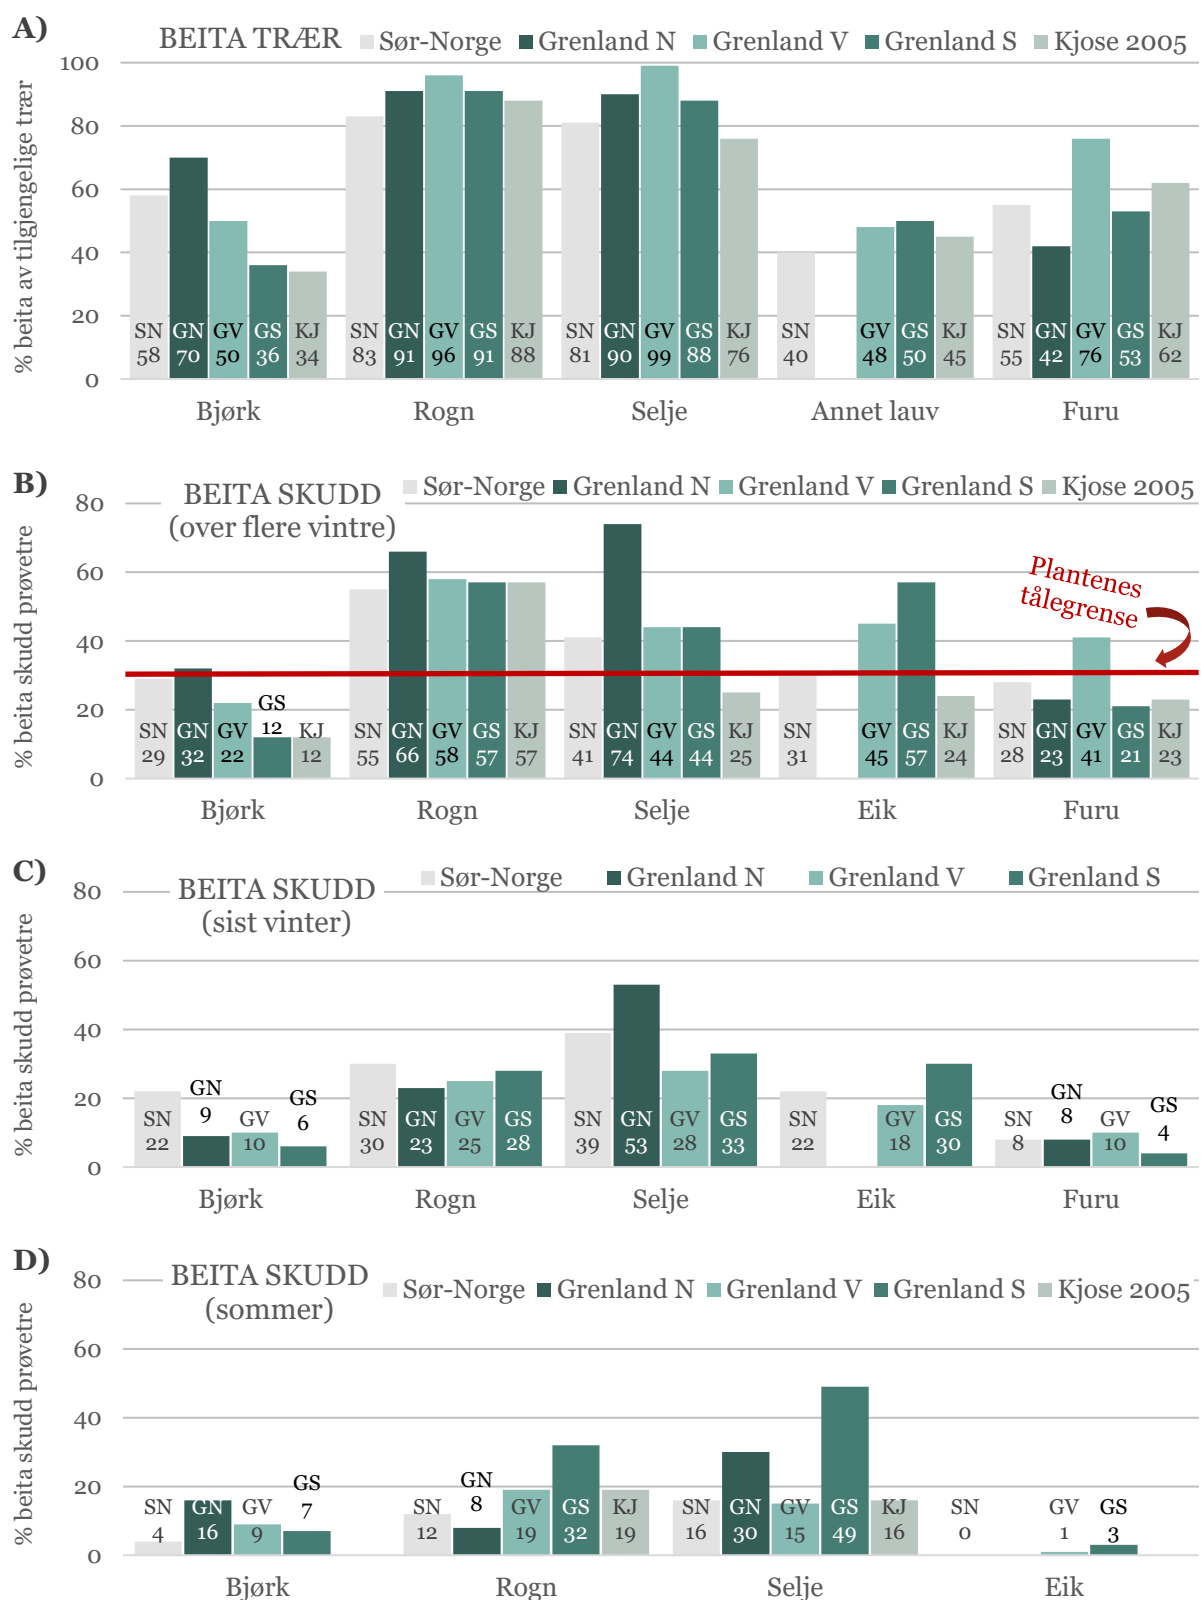 A)
BEITA TRÆR
Sør-Norge Grenland N Grenland V Grenland S Kjose 2005
% beita av tilgjengelige trær
100
80
60
40
20
0
SN GN GV GS KJ SN GN GV GS KJ SN GN GV GS KJ SN GV GS KJ SN GN GV GS KJ
58 70 50 36 34 83 91 96 91 88 81 90 99 88 76 40 48 50 45 55 42 76 53 62
Bjørk Rogn Selje Annet lauv Furu
B)
BEITA SKUDD
(over flere vintre)
Sør-Norge Grenland N Grenland V Grenland S Kjose 2005
% beita skudd prøvetre
80
60
40
20
0
Plantenes
tålegrense
SN GN GV GS KJ SN GN GV GS KJ SN GN GV GS KJ SN GV GS KJ SN GN GV GS KJ
29 32 22 12 12 55 66 58 57 57 41 74 44 44 25 31 45 57 24 28 23 41 21 23
Bjørk Rogn Selje Eik Furu
C)
BEITA SKUDD
(sist vinter)
Sør-Norge Grenland N Grenland V Grenland S
% beita skudd prøvetre
80
60
40
20
0
SN GN GV GS SN GN GV GS SN GN GV GS SN GV GS SN GN GV GS
22 9 10 6 30 23 25 28 39 53 28 33 22 18 30 8 8 10 4
Bjørk Rogn Selje Eik Furu
D)
BEITA SKUDD
(sommer)
Sør-Norge Grenland N Grenland V Grenland S Kjose 2005
% beita skudd prøvetre
80
60
40
20
0
SN GN GV GS SN GN GV GS KJ SN GN GV GS KJ SN GV GS
4 16 9 7 12 8 19 32 19 16 30 15 49 16 0 1 3
Bjørk Rogn Selje Eik